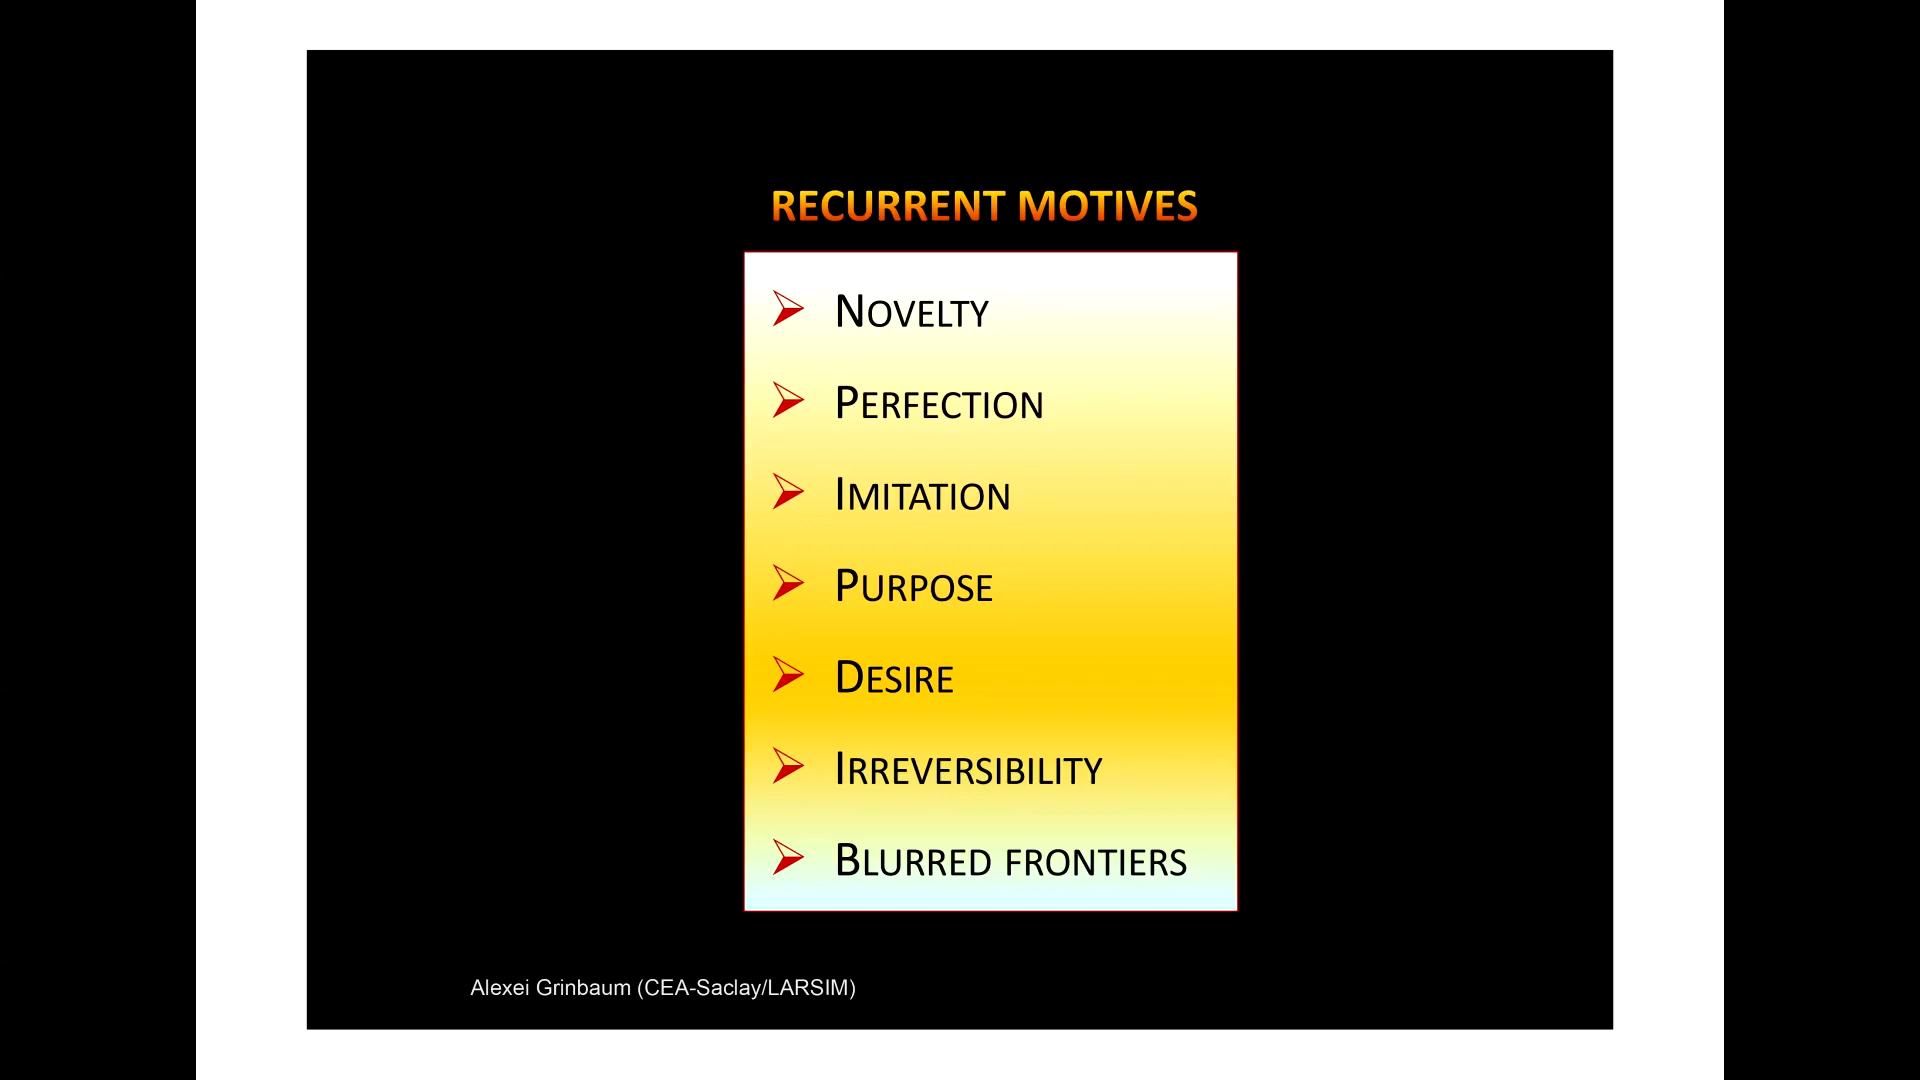 RECURRENT MOTIVES
NOVELTY
PERFECTION
IMITATION
PURPOSE
DESIRE
IRREVERSIBILITY
BLURRED FRONTIERS
Alexei Grinbaum (CEA-Saclay/LARSIM)